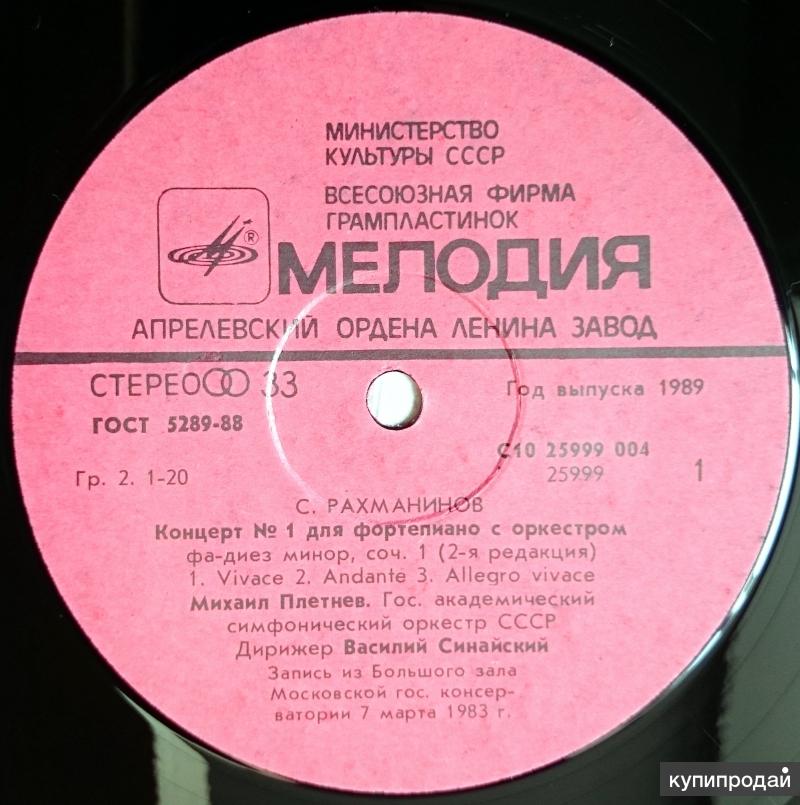 МИНИСТЕРСТВО
КУЛЬТУРЫ СССР
ВСЕСОЮЗНАЯ ФИРМА
ГРАМПЛАСТИНОК
®
МЕЛОДИЯ
АПРЕЛЕВСКИЙ ОРДЕНА ЛЕНИНА ЗАВОД
СТЕРЕО 33
Год выпуска 1989
ГОСТ 5289-88
С10 25999 004
Гр. 2. 1-20
25999
1
С. РАХМАНИНОВ
Концерт № 1 для фортепиано с оркестром
фа-диез минор, соч. 1 (2-я редакция)
1. Vivace 2. Andante 3. Allegro vivace
Михаил Плетнев. Гос. академический
симфонический оркестр СССР
Дирижер Василий Синайский
Запись из Большого зала
Московской гос. консер-
ватории 7 марта 1983 г.
купипродай